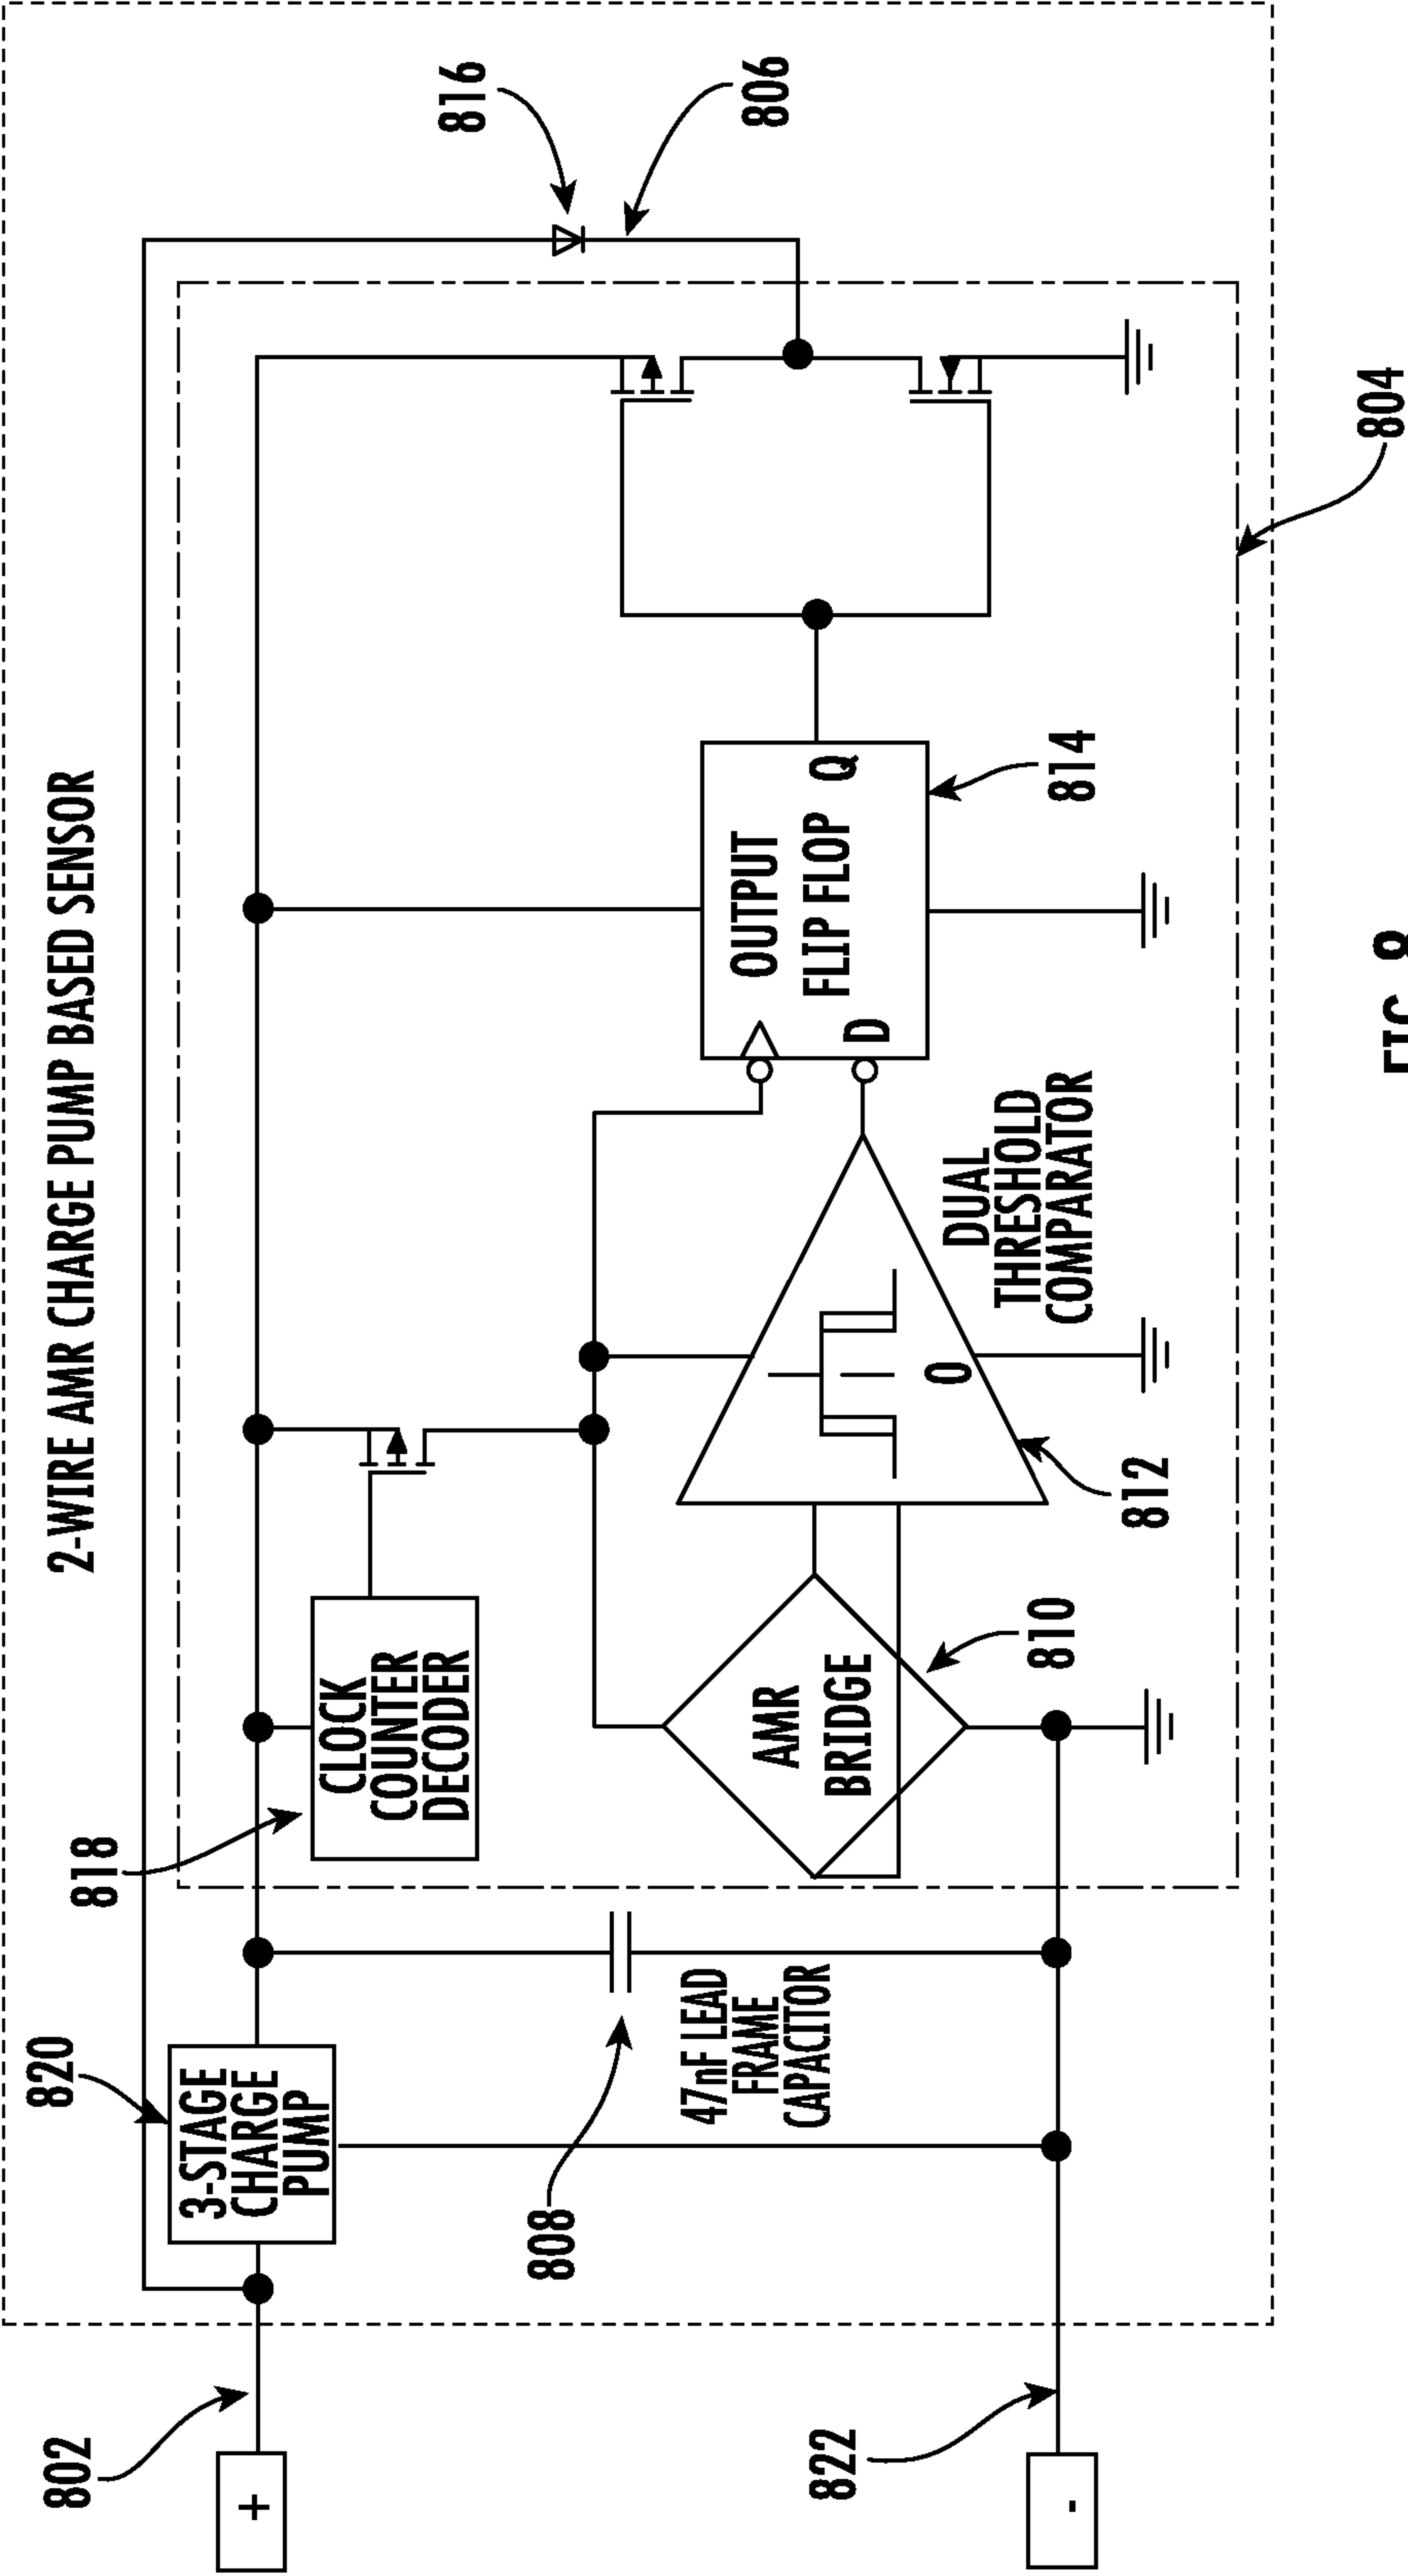 2-WIRE AMR CHARGE PUMP BASED SENSOR
802
+
820
3-STAGE
CHARGE
PUMP
818
CLOCK
COUNTER
DECODER
816
806
808
47nF LEAD
FRAME
CAPACITOR
AMR
BRIDGE
810
0
812
DUAL
THRESHOLD
COMPARATOR
OUTPUT
FLIP FLOP
D
Q
814
804
822
-
FIG. 8